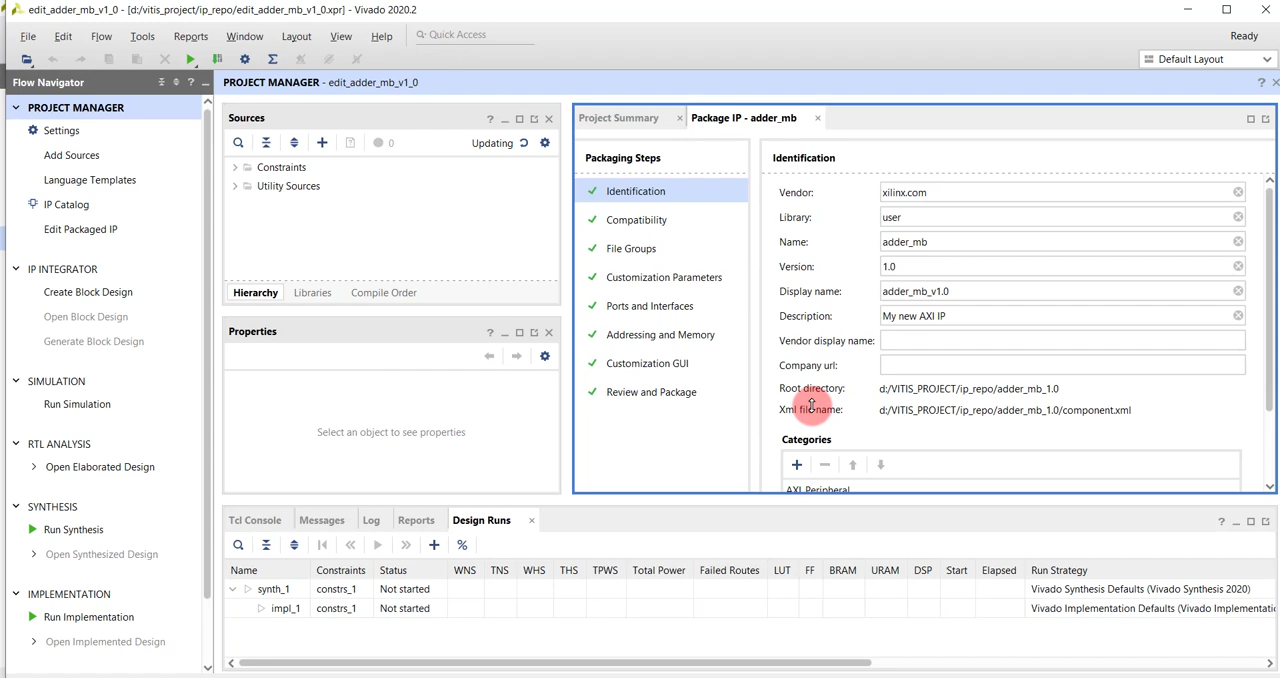 edit_adder_mb_v1_0 - [d:/vitis_project/ip_repo/edit_adder_mb_v1_0.xpr] - Vivado 2020.2
File Edit Flow Tools Reports Window Layout View Help Quick Access Ready
Default Layout
Flow Navigator
PROJECT MANAGER - edit_adder_mb_v1_0
PROJECT MANAGER
Settings
Add Sources
Language Templates
IP Catalog
Edit Packaged IP
IP INTEGRATOR
Create Block Design
Open Block Design
Generate Block Design
SIMULATION
Run Simulation
RTL ANALYSIS
Open Elaborated Design
SYNTHESIS
Run Synthesis
Open Synthesized Design
IMPLEMENTATION
Run Implementation
Open Implemented Design
Sources
0 Updating
Constraints
Utility Sources
Hierarchy Libraries Compile Order
Properties
Select an object to see properties
Project Summary Package IP - adder_mb
Packaging Steps
Identification
Compatibility
File Groups
Customization Parameters
Ports and Interfaces
Addressing and Memory
Customization GUI
Review and Package
Identification
Vendor: xilinx.com
Library: user
Name: adder_mb
Version: 1.0
Display name: adder_mb_v1.0
Description: My new AXI IP
Vendor display name:
Company url:
Root directory: d:/VITIS_PROJECT/ip_repo/adder_mb_1.0
Xml file name: d:/VITIS_PROJECT/ip_repo/adder_mb_1.0/component.xml
Categories
AXI Peripheral
Tcl Console Messages Log Reports Design Runs
Name Constraints Status WNS TNS WHS THS TPWS Total Power Failed Routes LUT FF BRAM URAM DSP Start Elapsed Run Strategy
synth_1 constrs_1 Not started Vivado Synthesis Defaults (Vivado Synthesis 2020)
impl_1 constrs_1 Not started Vivado Implementation Defaults (Vivado Implementatic